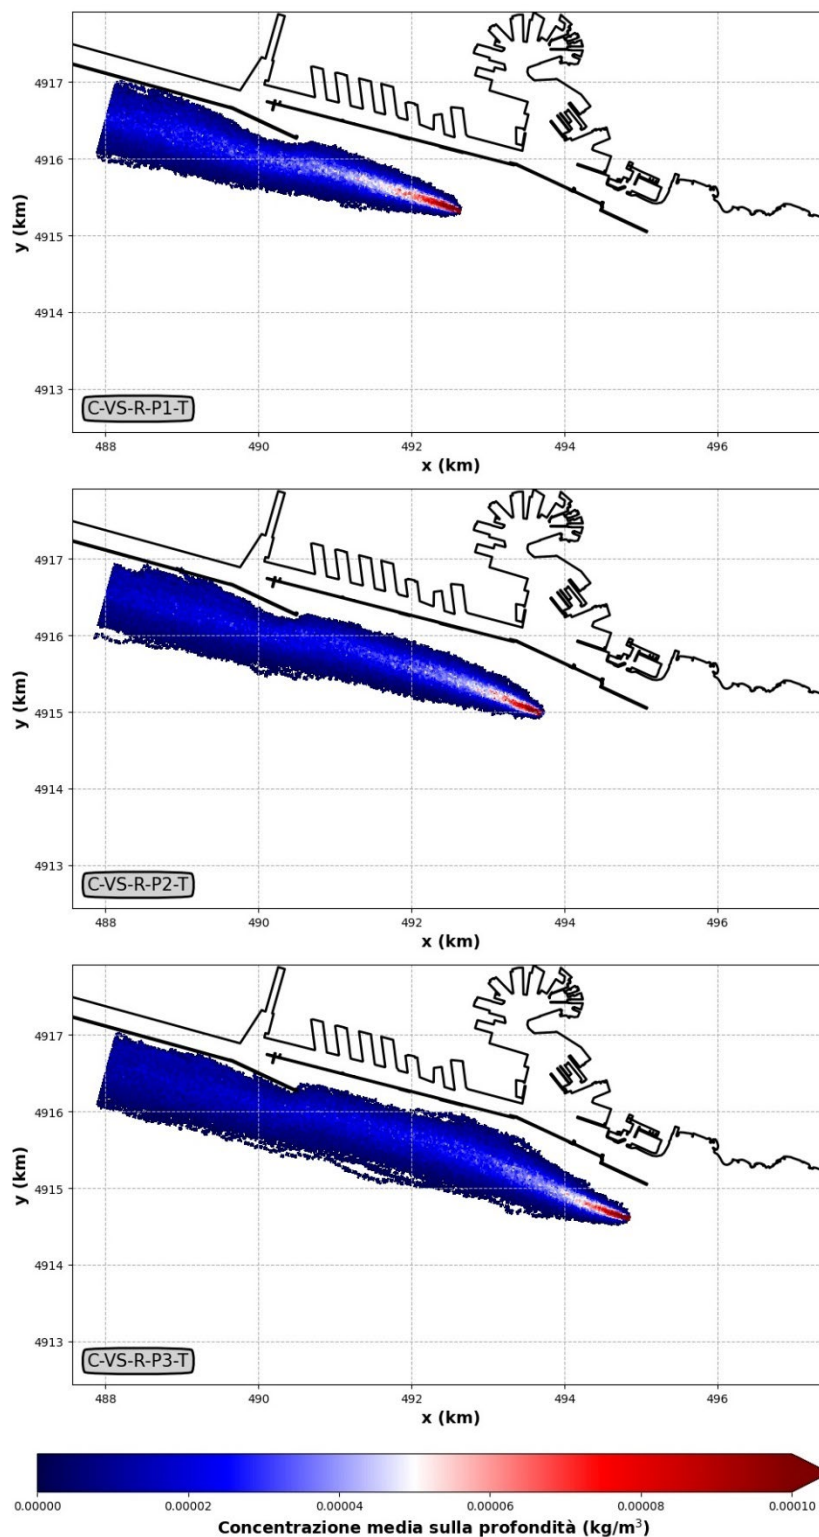 4917
4916
4915
4914
4913
y (km)
C-VS-R-P1-T
488 490 492 494 496
x (km)
4917
4916
4915
4914
4913
y (km)
C-VS-R-P2-T
488 490 492 494 496
x (km)
4917
4916
4915
4914
4913
y (km)
C-VS-R-P3-T
488 490 492 494 496
x (km)
0.00000 0.00002 0.00004 0.00006 0.00008 0.00010
Concentrazione media sulla profondità (kg/m³)